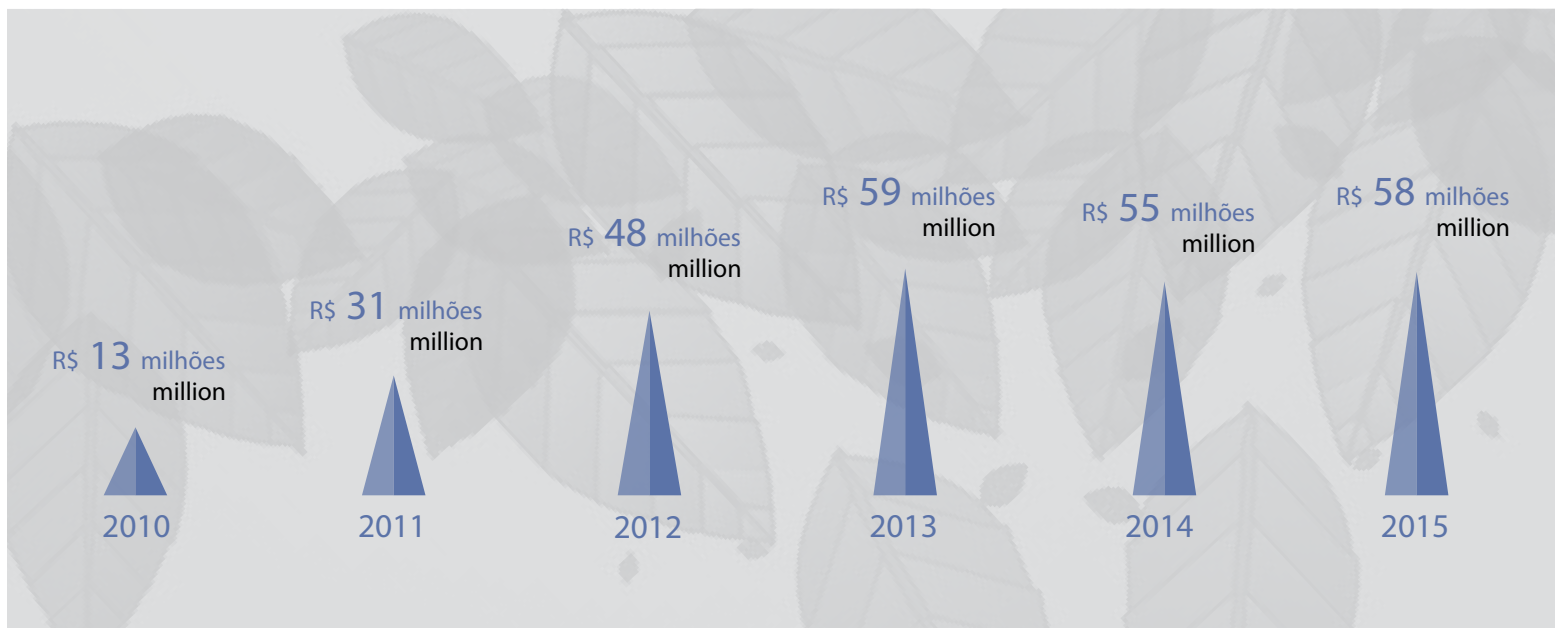 R$ 13 milhões
million
2010
R$ 31 milhões
million
2011
R$ 48 milhões
million
2012
R$ 59 milhões
million
2013
R$ 55 milhões
million
2014
R$ 58 milhões
million
2015